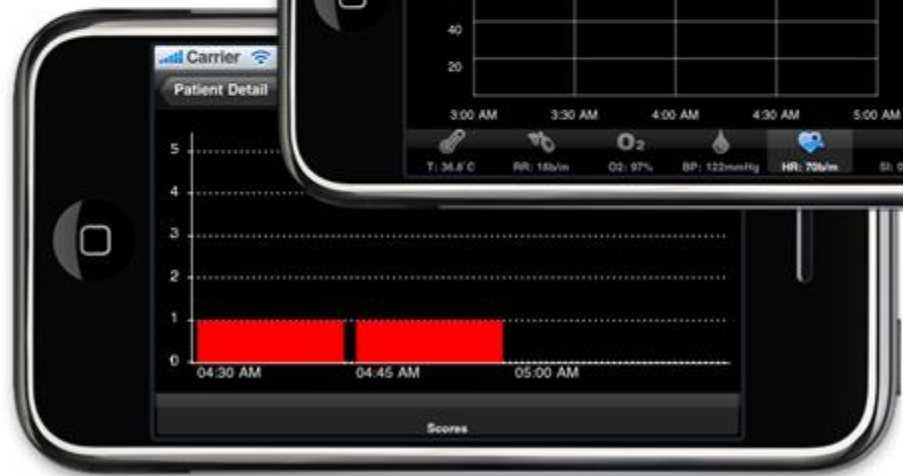 40
20
3:00 AM 3:30 AM 4:00 AM 4:30 AM 5:00 AM
T: 36.8°C RR: 18b/m O2: 97% BP: 122mmHg HR: 70b/m SI:
O₂
Carrier
Patient Detail
5
4
3
2
1
0
04:30 AM 04:45 AM 05:00 AM
Scores